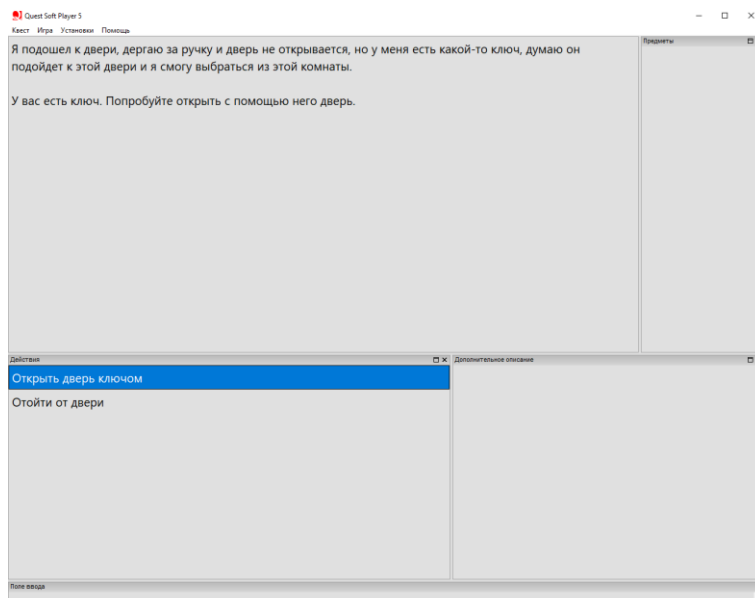 Quest Soft Player 5
Квест Игра Установки Помощь
Я подошел к двери, дергаю за ручку и дверь не открывается, но у меня есть какой-то ключ, думаю он
подойдет к этой двери и я смогу выбраться из этой комнаты.
У вас есть ключ. Попробуйте открыть с помощью него дверь.
Предметы
Действия
Открыть дверь ключом
Отойти от двери
Дополнительное описание
Поле ввода